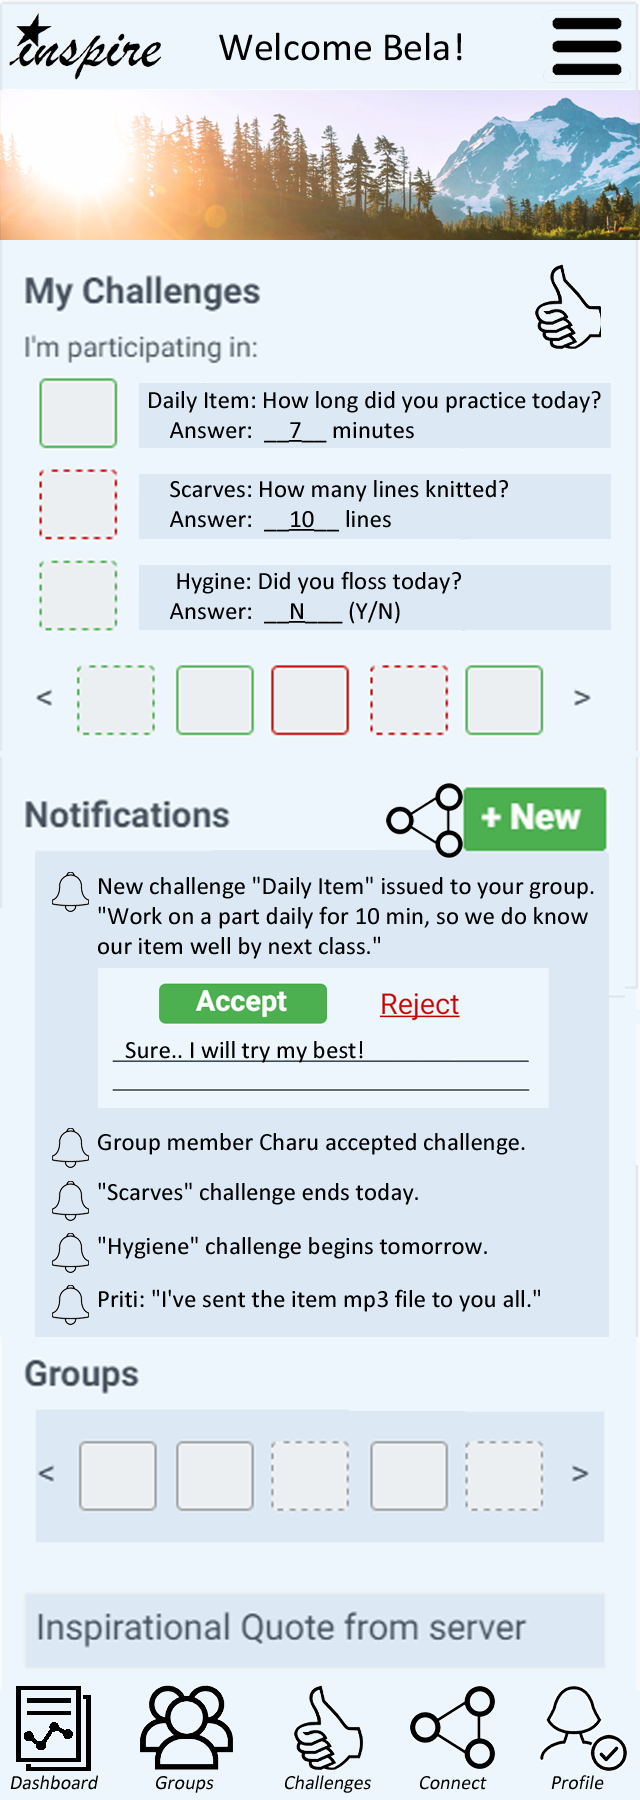 inspire
Welcome Bela!
My Challenges
I'm participating in:
Daily Item: How long did you practice today?
Answer: __7__ minutes
Scarves: How many lines knitted?
Answer: __10__ lines
Hygine: Did you floss today?
Answer: __N___ (Y/N)
< >
Notifications
+ New
New challenge "Daily Item" issued to your group.
"Work on a part daily for 10 min, so we do know
our item well by next class."
Accept Reject
Sure.. I will try my best!
Group member Charu accepted challenge.
"Scarves" challenge ends today.
"Hygiene" challenge begins tomorrow.
Priti: "I've sent the item mp3 file to you all."
Groups
< >
Inspirational Quote from server
Dashboard Groups Challenges Connect Profile